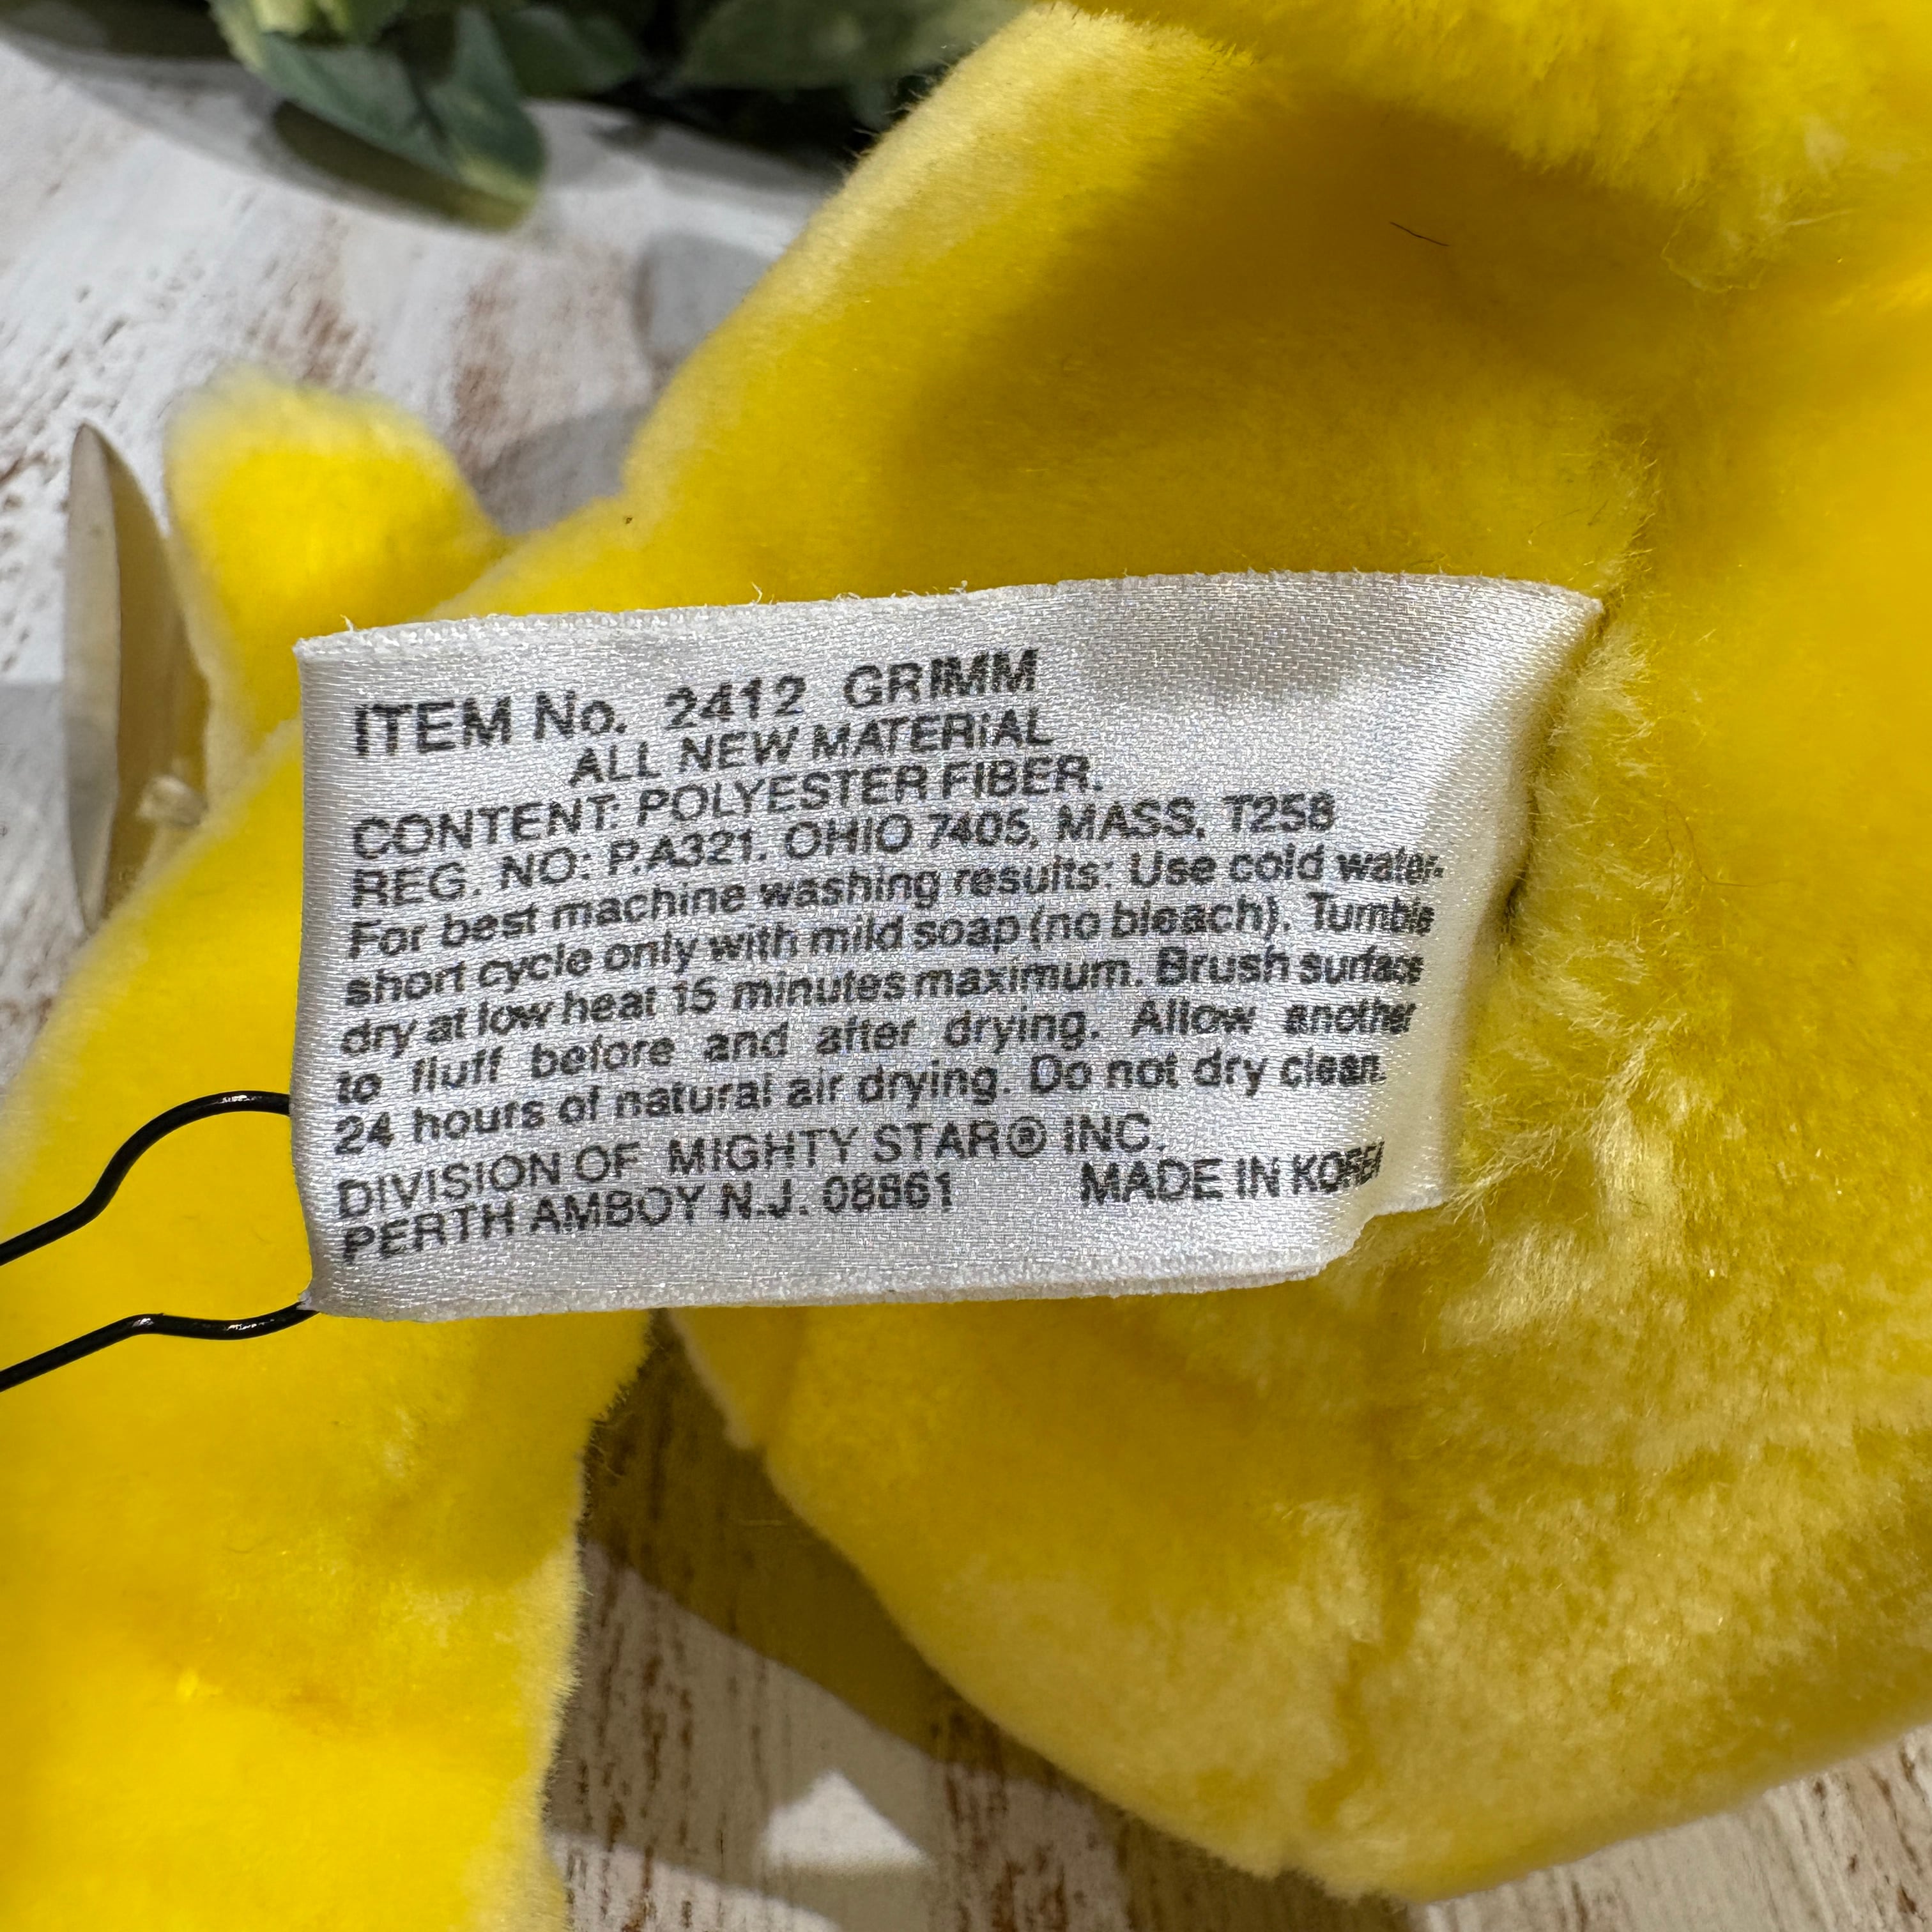 ITEM No. 2412 GRIMM
ALL NEW MATERIAL
CONTENT: POLYESTER FIBER.
REG. NO: P.A321. OHIO 7405, MASS. T258
For best machine washing results: Use cold water-
short cycle only with mild soap (no bleach). Tumble
dry at low heat 15 minutes maximum. Brush surface
to fluff before and after drying. Allow another
24 hours of natural air drying. Do not dry clean.
DIVISION OF MIGHTY STAR® INC.
PERTH AMBOY N.J. 08861 MADE IN KOREA